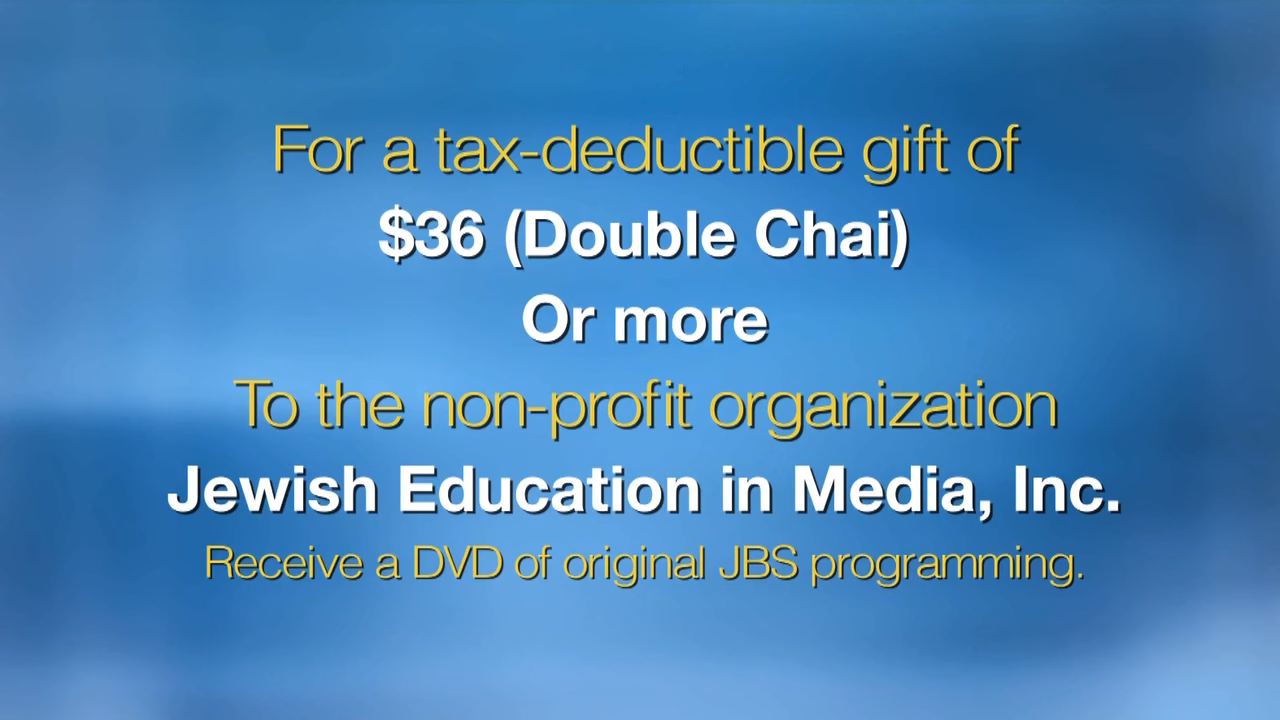 For a tax-deductible gift of
$36 (Double Chai)
Or more
To the non-profit organization
Jewish Education in Media, Inc.
Receive a DVD of original JBS programming.